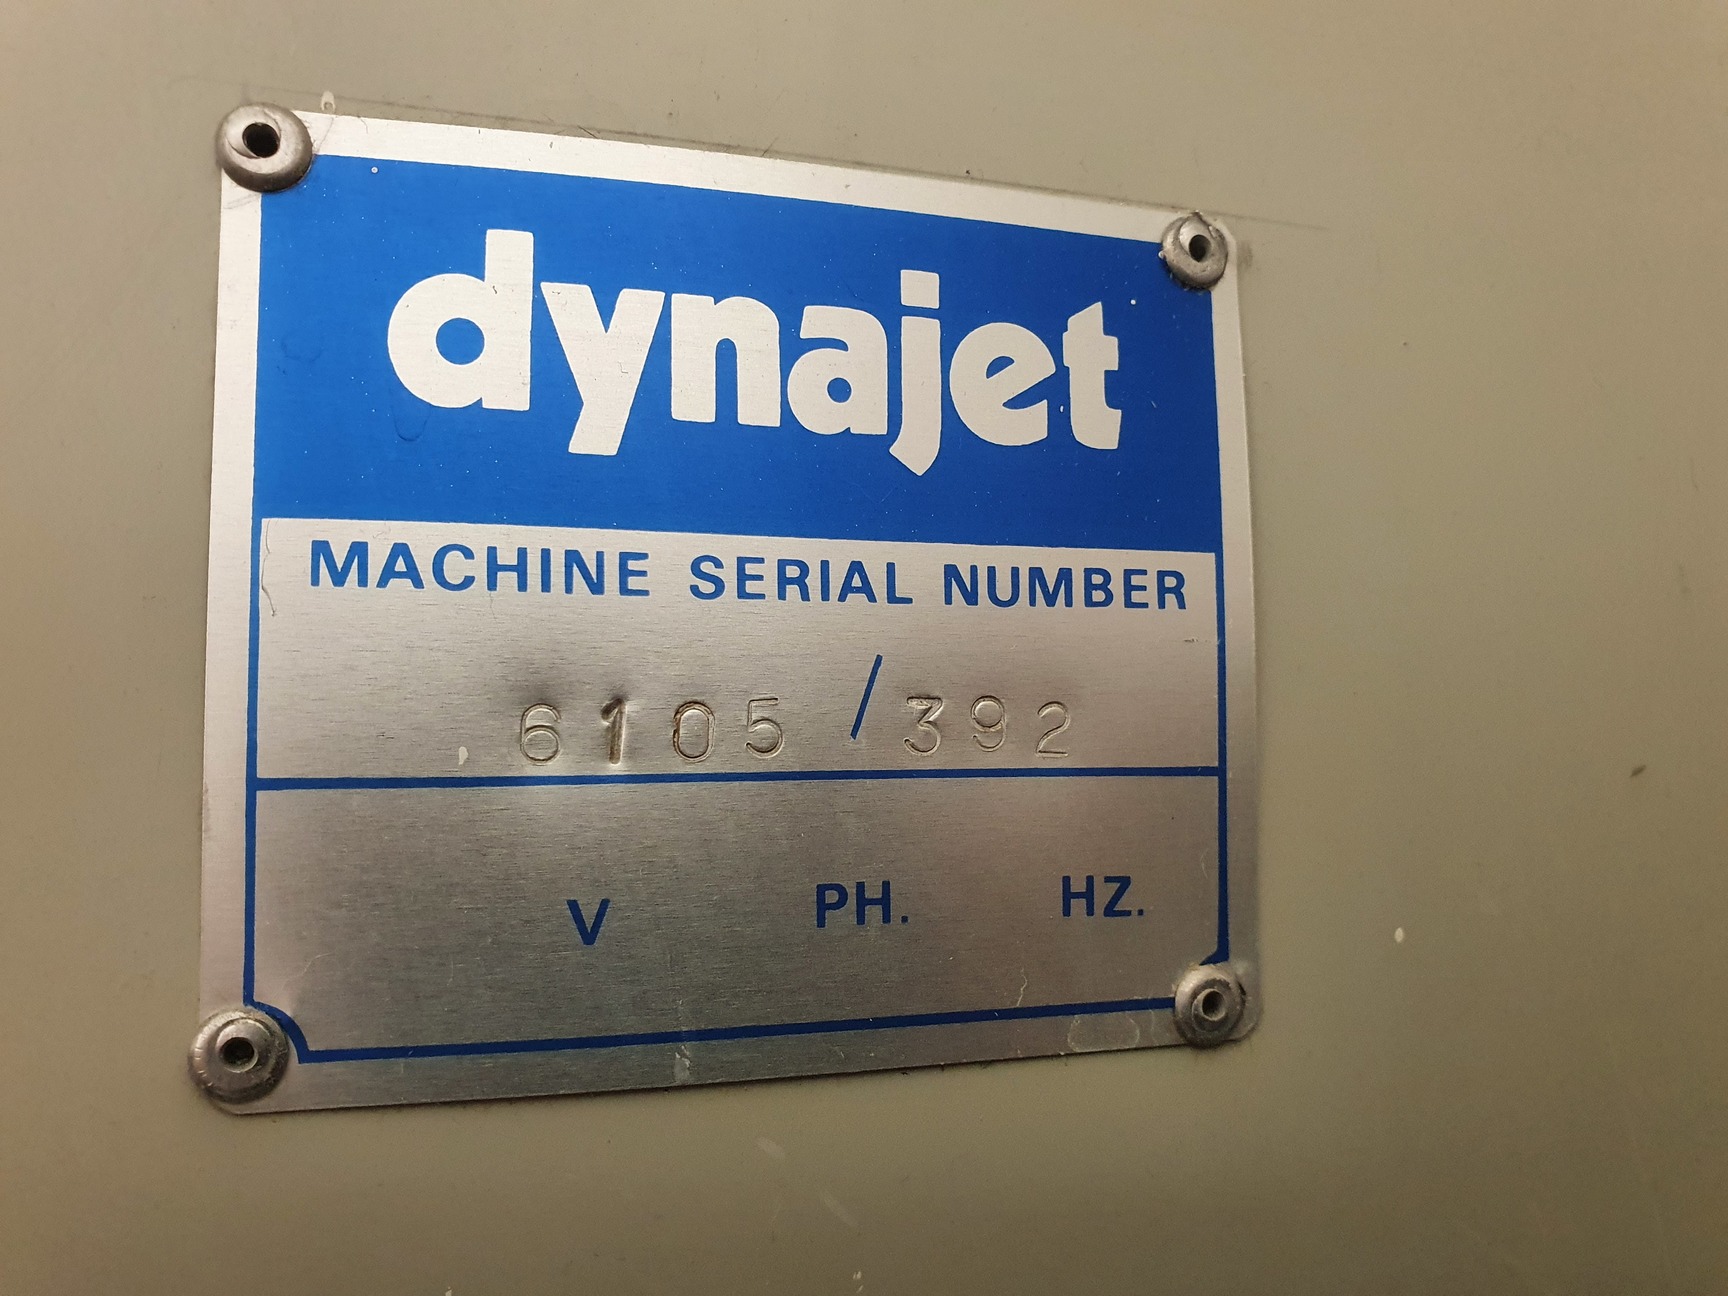 dynajet
MACHINE SERIAL NUMBER
6105 / 392
V PH. HZ.